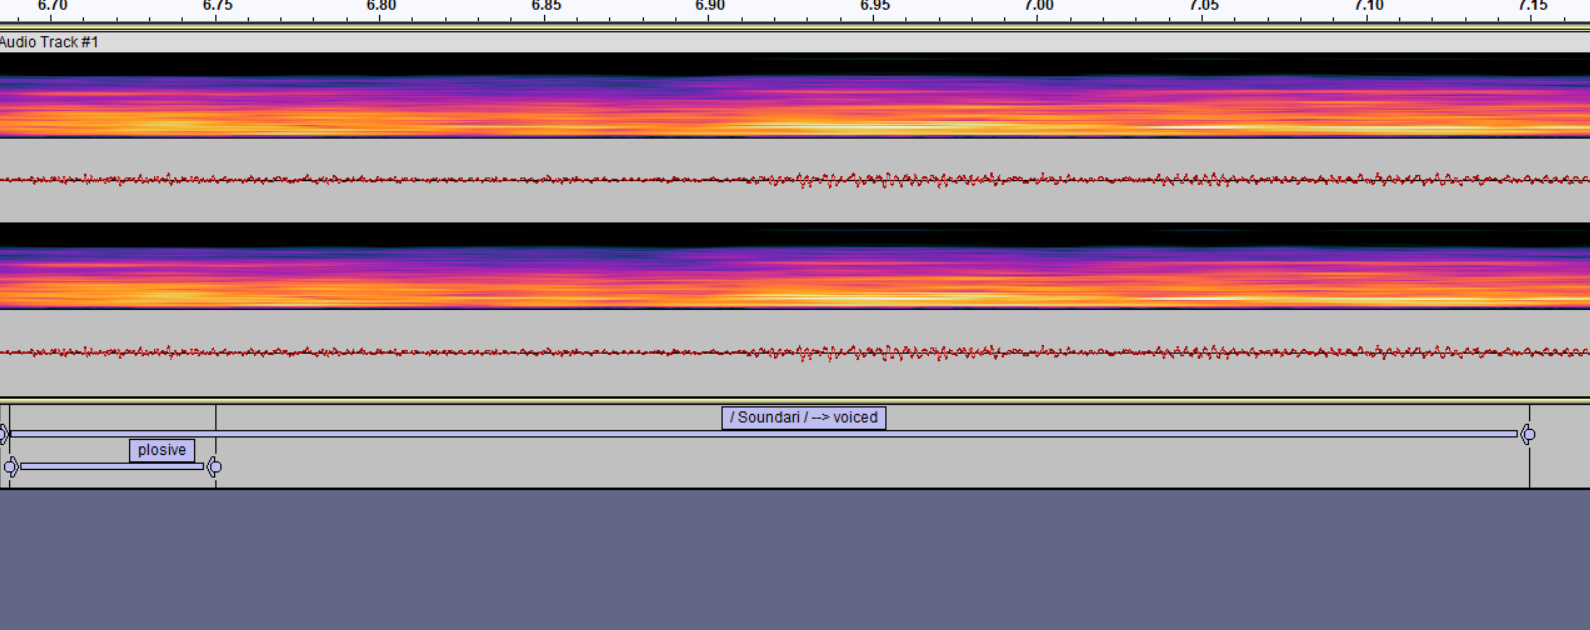 6.70 6.75 6.80 6.85 6.90 6.95 7.00 7.05 7.10 7.15
Audio Track #1
/ Soundari / --> voiced
plosive